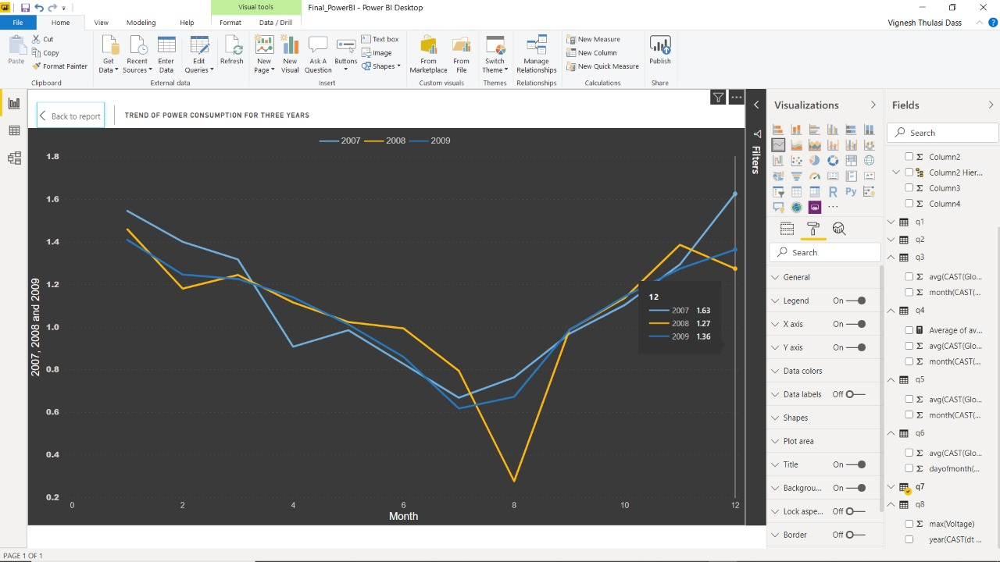 Visual tools
Final_PowerBI - Power BI Desktop
File
Home
View
Modeling
Help
Format
Data / Drill
Vignesh Thulasi Dass
Paste
Cut
Copy
Format Painter
Clipboard
Get Data
Recent Sources
Enter Data
Edit Queries
Refresh
External data
New Page
New Visual
Ask A Question
Buttons
Text box
Image
Shapes
Insert
From Marketplace
From File
Custom visuals
Switch Theme
Themes
Manage Relationships
Relationships
New Measure
New Column
New Quick Measure
Calculations
Publish
Share
Back to report
TREND OF POWER CONSUMPTION FOR THREE YEARS
2007 2008 2009
1.8
1.6
1.4
1.2
1.0
0.8
0.6
0.4
0.2
2007, 2008 and 2009
0 2 4 6 8 10 12
Month
12
2007 1.63
2008 1.27
2009 1.36
Filters
Visualizations
R
Py
123
Search
General
Legend On
X axis On
Y axis On
Data colors
Data labels Off
Shapes
Plot area
Title On
Backgrou... On
Lock aspe... Off
Border Off
Fields
Search
Column2
Column2 Hier...
Column3
Column4
q1
q2
q3
avg(CAST(Glo...
month(CAST(...
q4
Average of av...
avg(CAST(Glo...
month(CAST(...
q5
avg(CAST(Glo...
month(CAST(...
q6
avg(CAST(Glo...
dayofmonth(...
q7
q8
max(Voltage)
year(CAST(dt ...
PAGE 1 OF 1